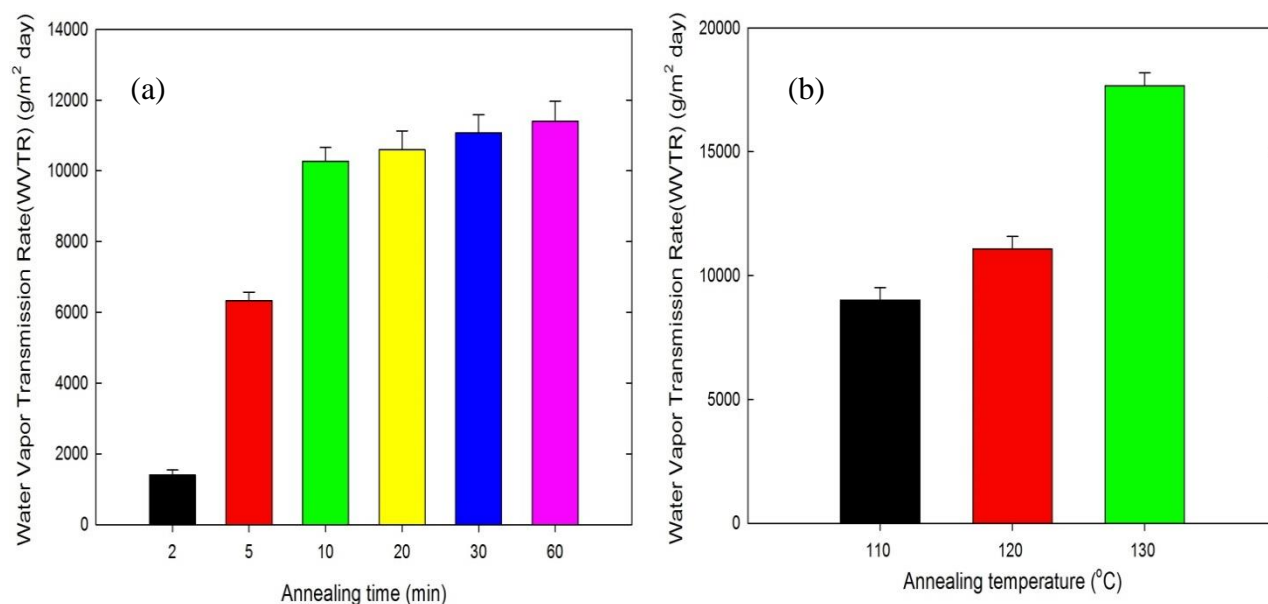 (a)
Water Vapor Transmission Rate(WVTR) (g/m² day)
14000
12000
10000
8000
6000
4000
2000
0
2 5 10 20 30 60
Annealing time (min)
(b)
Water Vapor Transmission Rate(WVTR) (g/m² day)
20000
15000
10000
5000
0
110 120 130
Annealing temperature (°C)